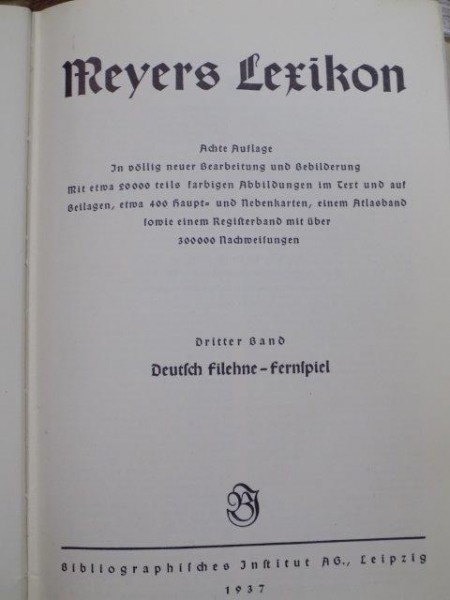 Meyers Lexikon
Achte Auflage
In völlig neuer Bearbeitung und Bebilderung
Mit etwa 20000 teils farbigen Abbildungen im Text und auf
Beilagen, etwa 400 Haupt= und Nebenkarten, einem Atlasband
ſowie einem Regiſterband mit über
300000 Nachweiſungen
Dritter Band
Deutſch Filehne–Fernſpiel
BI
Bibliographiſches Inſtitut AG., Leipzig
1937